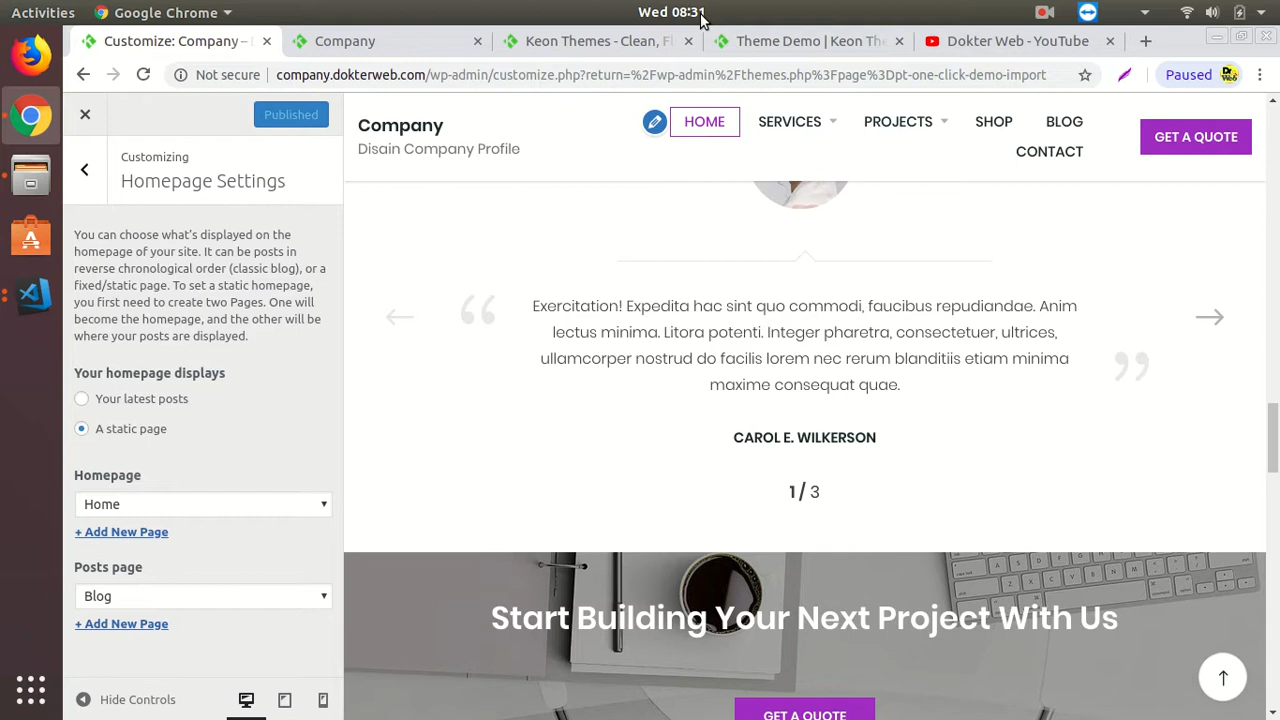 Activities
Google Chrome
Wed 08:31
Customize: Company –
Company
Keon Themes - Clean, Fl
Theme Demo | Keon The
Dokter Web - YouTube
Not secure
company.dokterweb.com/wp-admin/customize.php?return=%2Fwp-admin%2Fthemes.php%3Fpage%3Dpt-one-click-demo-import
Paused
Published
Customizing
Homepage Settings
You can choose what's displayed on the
homepage of your site. It can be posts in
reverse chronological order (classic blog), or a
fixed/static page. To set a static homepage,
you first need to create two Pages. One will
become the homepage, and the other will
be where your posts are displayed.
Your homepage displays
Your latest posts
A static page
Homepage
Home
+ Add New Page
Posts page
Blog
+ Add New Page
Hide Controls
Company
Disain Company Profile
HOME
SERVICES
PROJECTS
SHOP
BLOG
CONTACT
GET A QUOTE
“
Exercitation! Expedita hac sint quo commodi, faucibus repudiandae. Anim
lectus minima. Litora potenti. Integer pharetra, consectetuer, ultrices,
ullamcorper nostrud do facilis lorem nec rerum blanditiis etiam minima
maxime consequat quae.
”
CAROL E. WILKERSON
1 / 3
Start Building Your Next Project With Us
GET A QUOTE